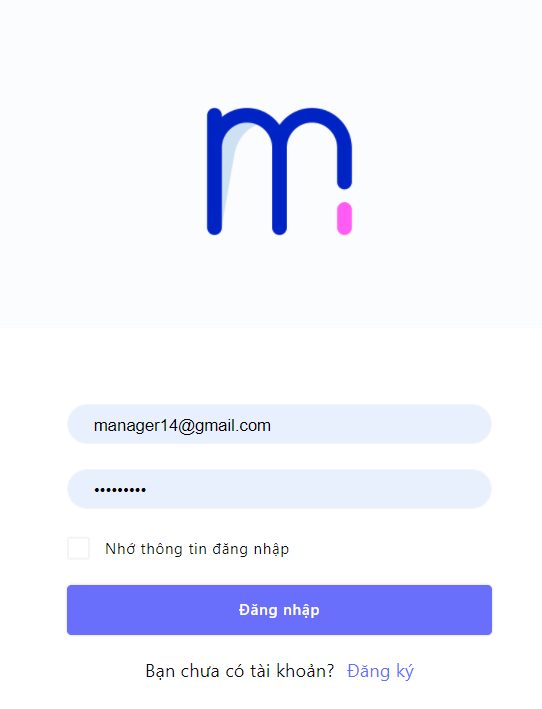 m
manager14@gmail.com
•••••••••
Nhớ thông tin đăng nhập
Đăng nhập
Bạn chưa có tài khoản? Đăng ký